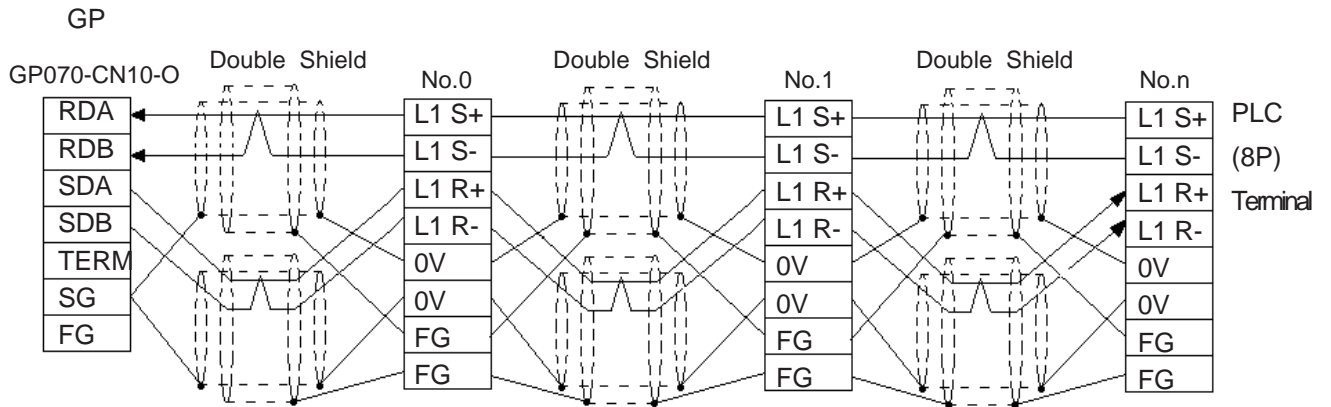 GP
GP070-CN10-O
RDA
RDB
SDA
SDB
TERM
SG
FG
Double Shield
No.0
L1 S+
L1 S-
L1 R+
L1 R-
0V
0V
FG
FG
Double Shield
No.1
L1 S+
L1 S-
L1 R+
L1 R-
0V
0V
FG
FG
Double Shield
No.n
L1 S+
L1 S-
L1 R+
L1 R-
0V
0V
FG
FG
PLC
(8P)
Terminal